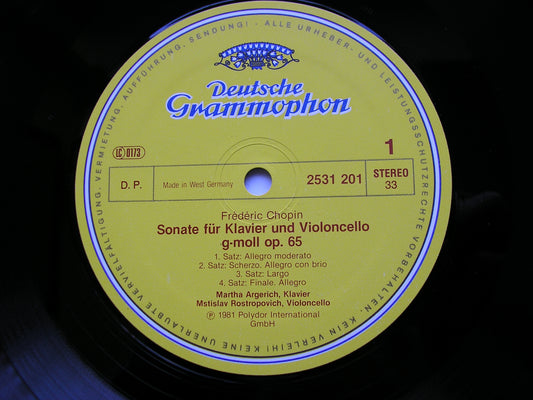 KEINE UNERLAUBTE VERVIELFÄLTIGUNG, VERMIETUNG, AUFFÜHRUNG, SENDUNG! - ALLE URHEBER- UND LEISTUNGSSCHUTZRECHTE VORBEHALTEN. KEIN VERLEIH!
Deutsche
Grammophon
LC 0173
1
D. P.
Made in West Germany
2531 201
STEREO
33
Frédéric Chopin
Sonate für Klavier und Violoncello
g-moll op. 65
1. Satz: Allegro moderato
2. Satz: Scherzo. Allegro con brio
3. Satz: Largo
4. Satz: Finale. Allegro
Martha Argerich, Klavier
Mstislav Rostropovich, Violoncello
℗ 1981 Polydor International
GmbH